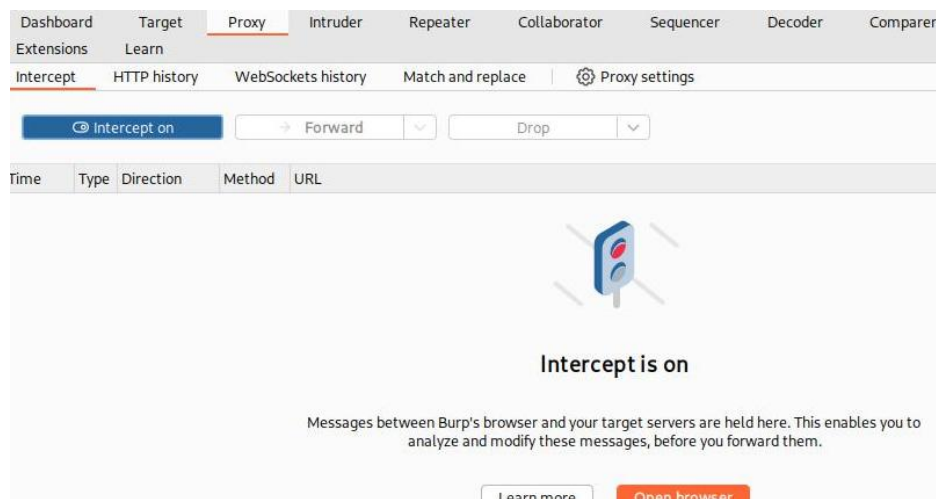 Dashboard Target Proxy Intruder Repeater Collaborator Sequencer Decoder Comparer
Extensions Learn
Intercept HTTP history WebSockets history Match and replace Proxy settings
Intercept on Forward Drop
Time Type Direction Method URL
Intercept is on
Messages between Burp's browser and your target servers are held here. This enables you to
analyze and modify these messages, before you forward them.
Learn more Open browser